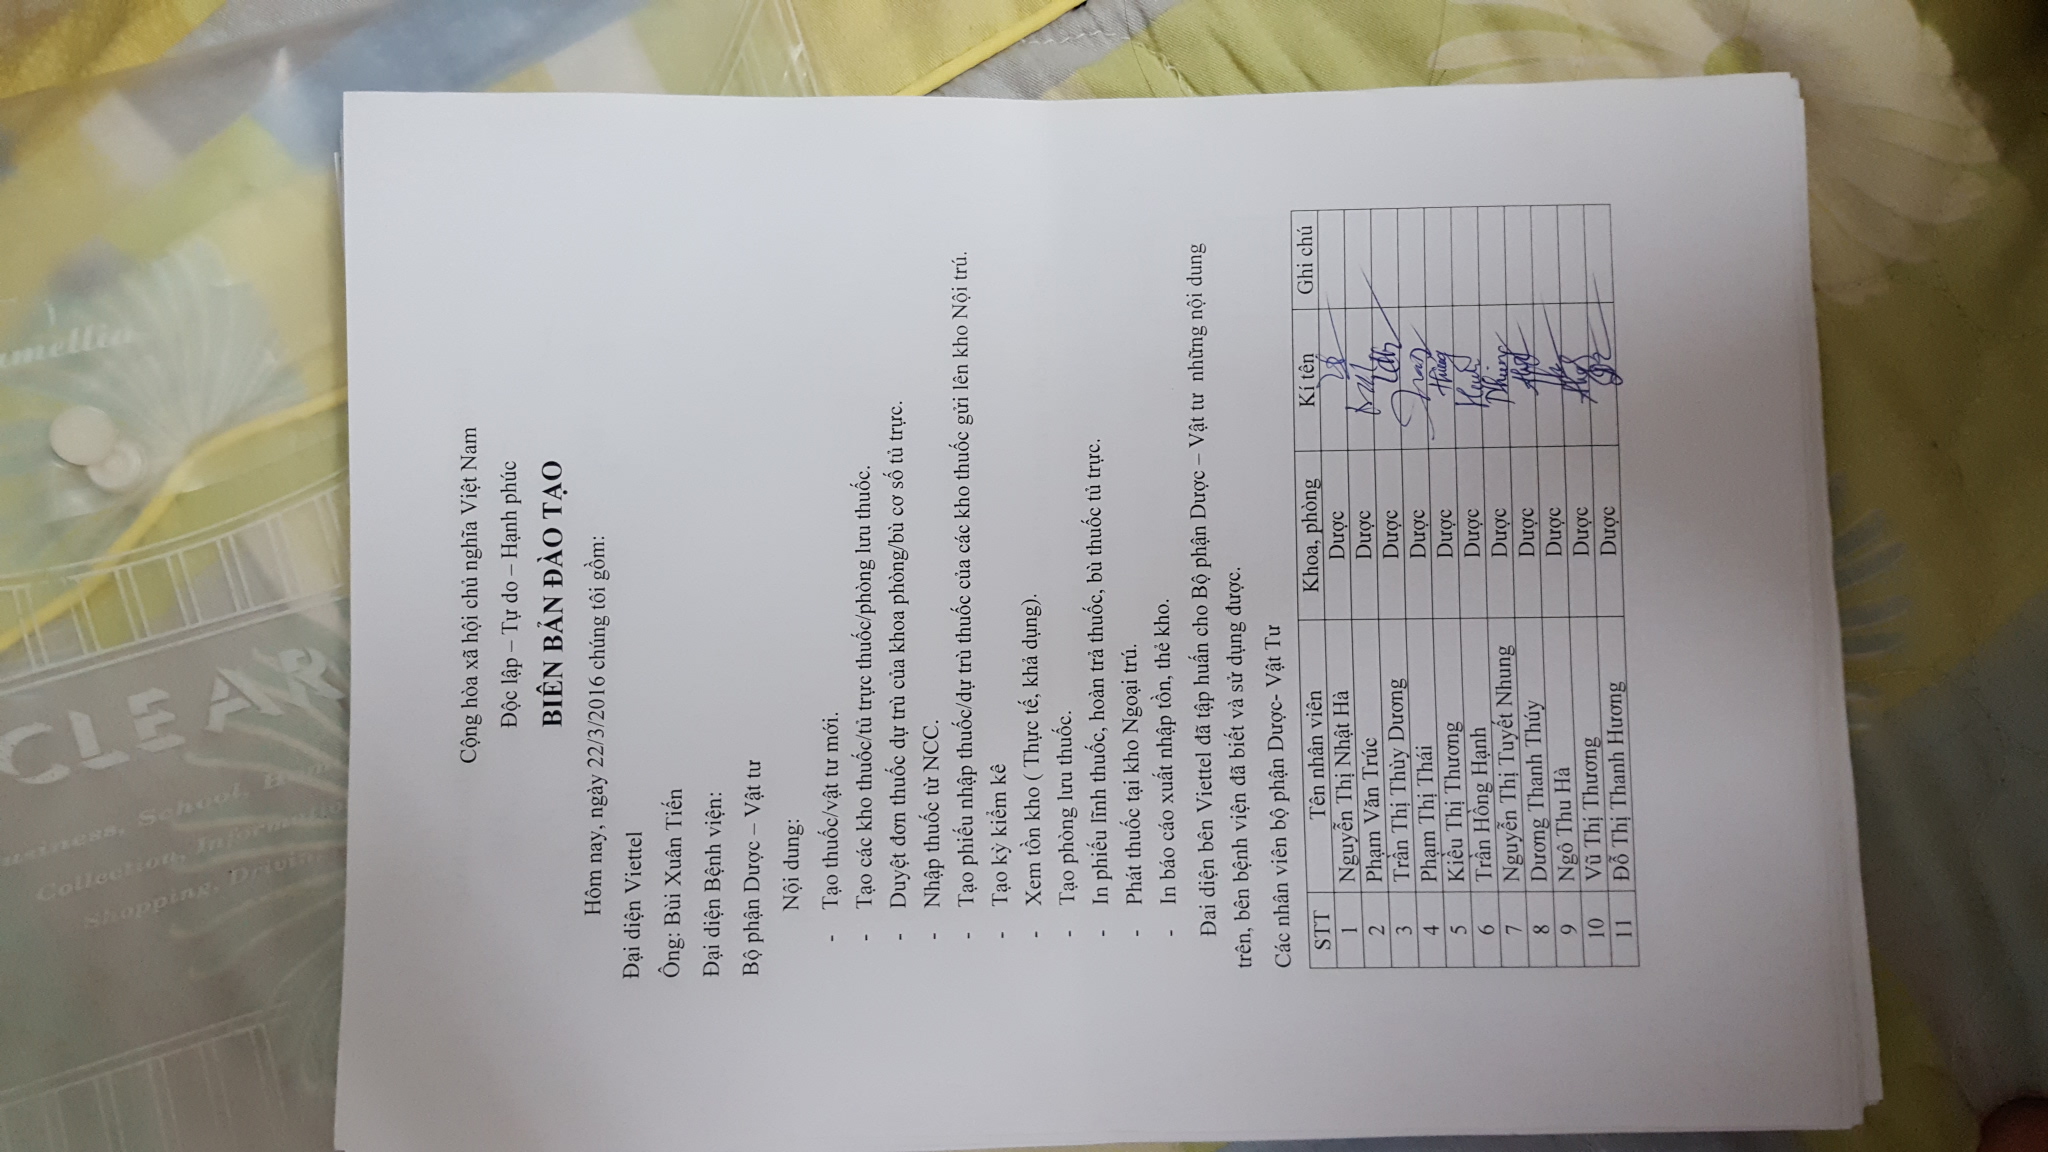 Cộng hòa xã hội chủ nghĩa Việt Nam
Độc lập – Tự do – Hạnh phúc
BIÊN BẢN ĐÀO TẠO
Hôm nay, ngày 22/3/2016 chúng tôi gồm:
Đại diện Viettel
Ông: Bùi Xuân Tiến
Đại diện Bệnh viện:
Bộ phận Dược – Vật tư
Nội dung:
- Tạo thuốc/vật tư mới.
- Tạo các kho thuốc/tủ trực thuốc/phòng lưu thuốc.
- Duyệt đơn thuốc dự trù của khoa phòng/bù cơ số tủ trực.
- Nhập thuốc từ NCC.
- Tạo phiếu nhập thuốc/dự trù thuốc của các kho thuốc gửi lên kho Nội trú.
- Tạo kỳ kiểm kê
- Xem tồn kho ( Thực tế, khả dụng).
- Tạo phòng lưu thuốc.
- In phiếu lĩnh thuốc, hoàn trả thuốc, bù thuốc tủ trực.
- Phát thuốc tại kho Ngoại trú.
- In báo cáo xuất nhập tồn, thẻ kho.
Đai diện bên Viettel đã tập huấn cho Bộ phận Dược – Vật tư những nội dung
trên, bên bệnh viện đã biết và sử dụng được.
Các nhân viên bộ phận Dược- Vật Tư
STT Tên nhân viên Khoa, phòng Kí tên Ghi chú
1 Nguyễn Thị Nhật Hà Dược
2 Phạm Văn Trúc Dược
3 Trần Thị Thùy Dương Dược
4 Phạm Thị Thái Dược
5 Kiều Thị Thương Dược
6 Trần Hồng Hạnh Dược
7 Nguyễn Thị Tuyết Nhung Dược
8 Dương Thanh Thúy Dược
9 Ngô Thu Hà Dược
10 Vũ Thị Thương Dược
11 Đỗ Thị Thanh Hương Dược